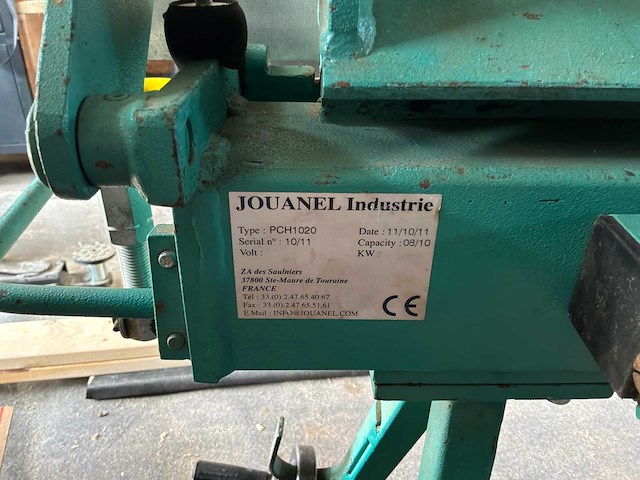 JOUANEL Industrie
Type : PCH1020 Date : 11/10/11
Serial n° : 10/11 Capacity : 08/10
Volt : KW :
ZA des Saulniers
37800 Ste-Maure de Touraine
FRANCE
Tél : 33.(0).2.47.65.40.67
Fax : 33.(0).2.47.65.51.61
E.Mail : INFO@JOUANEL.COM
CE